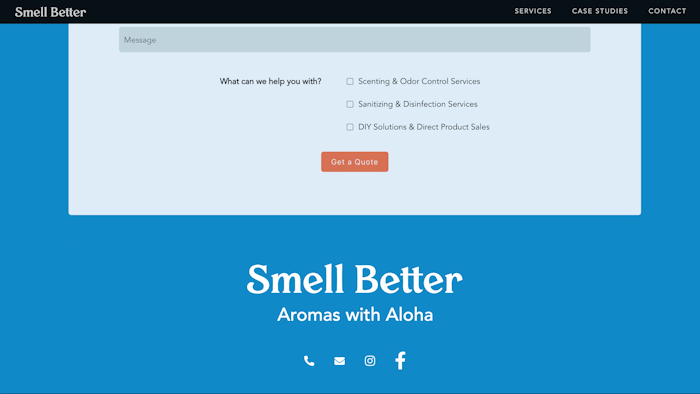 Smell Better
SERVICES CASE STUDIES CONTACT
Message
What can we help you with?
Scenting & Odor Control Services
Sanitizing & Disinfection Services
DIY Solutions & Direct Product Sales
Get a Quote
Smell Better
Aromas with Aloha